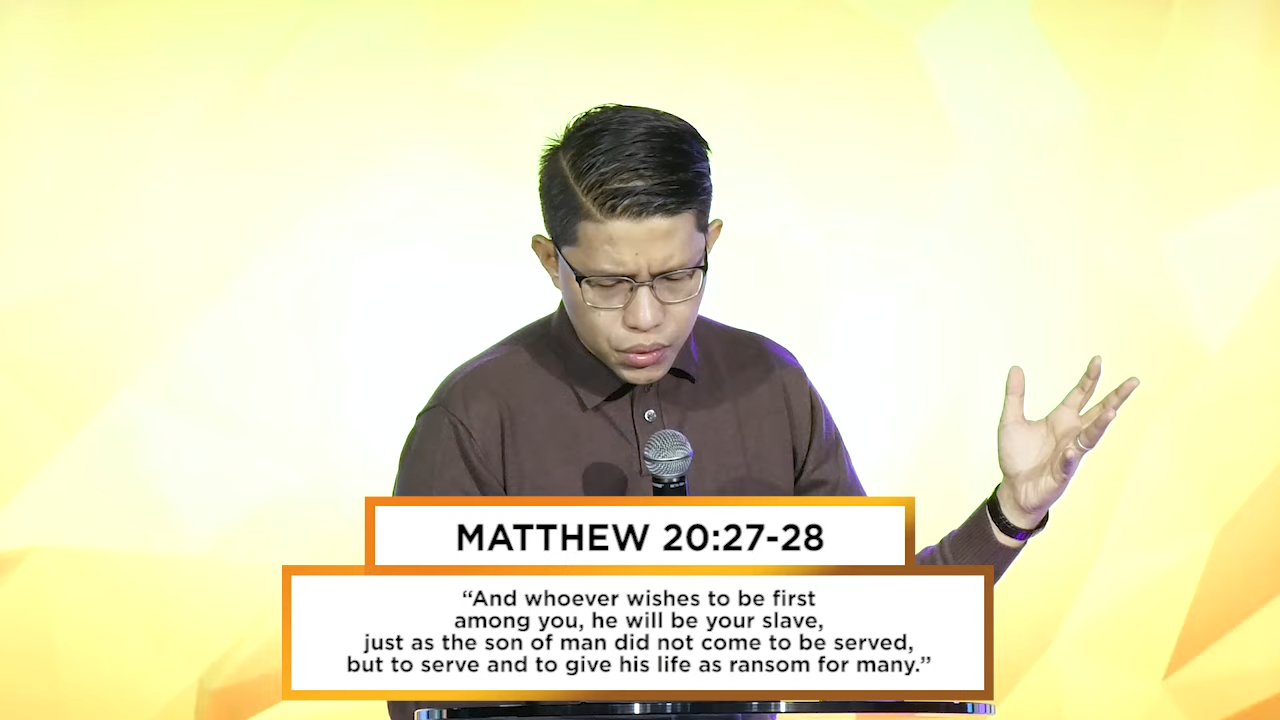 MATTHEW 20:27-28
“And whoever wishes to be first
among you, he will be your slave,
just as the son of man did not come to be served,
but to serve and to give his life as ransom for many.”